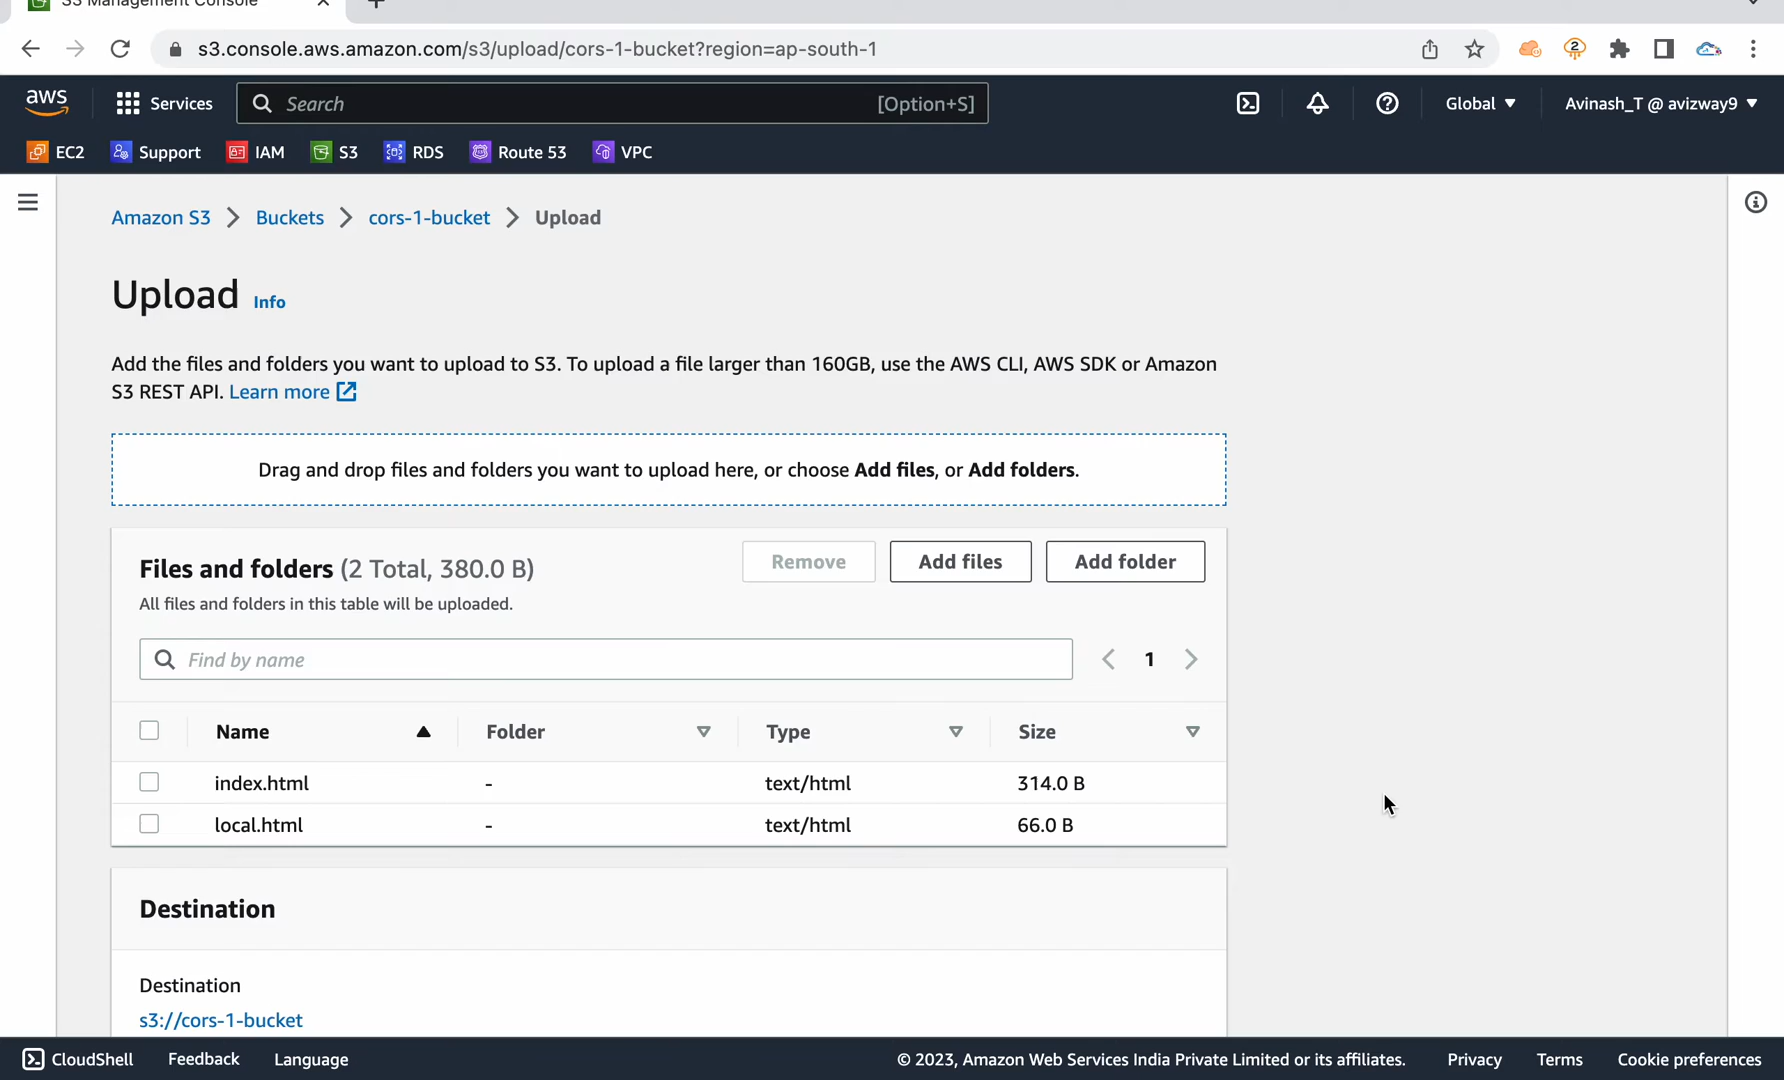 S3 Management Console
s3.console.aws.amazon.com/s3/upload/cors-1-bucket?region=ap-south-1
2
aws
Services
Search
[Option+S]
Global
Avinash_T @ avizway9
EC2
Support
IAM
S3
RDS
Route 53
VPC
Amazon S3
Buckets
cors-1-bucket
Upload
Upload
Info
Add the files and folders you want to upload to S3. To upload a file larger than 160GB, use the AWS CLI, AWS SDK or Amazon
S3 REST API. Learn more
Drag and drop files and folders you want to upload here, or choose Add files, or Add folders.
Files and folders (2 Total, 380.0 B)
Remove
Add files
Add folder
All files and folders in this table will be uploaded.
Find by name
1
Name
Folder
Type
Size
index.html
-
text/html
314.0 B
local.html
-
text/html
66.0 B
Destination
Destination
s3://cors-1-bucket
CloudShell
Feedback
Language
© 2023, Amazon Web Services India Private Limited or its affiliates.
Privacy
Terms
Cookie preferences